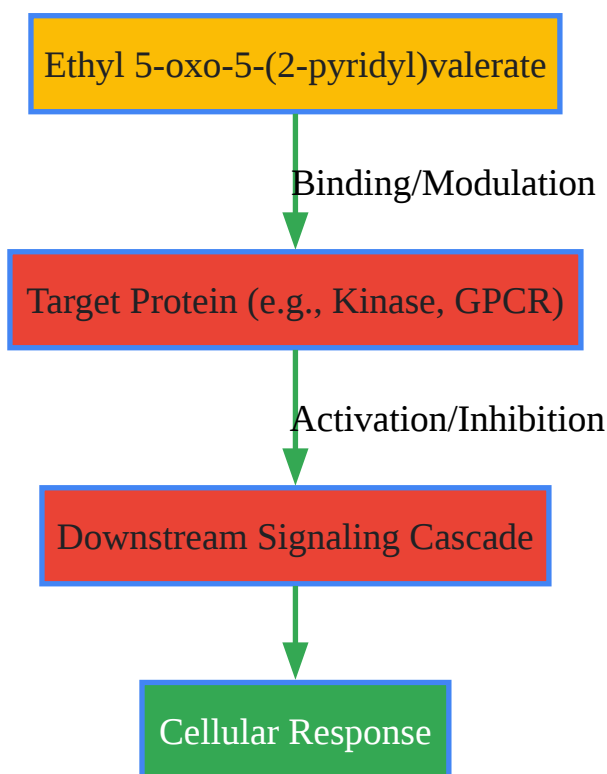 Ethyl 5-oxo-5-(2-pyridyl)valerate
Binding/Modulation
Target Protein (e.g., Kinase, GPCR)
Activation/Inhibition
Downstream Signaling Cascade
Cellular Response